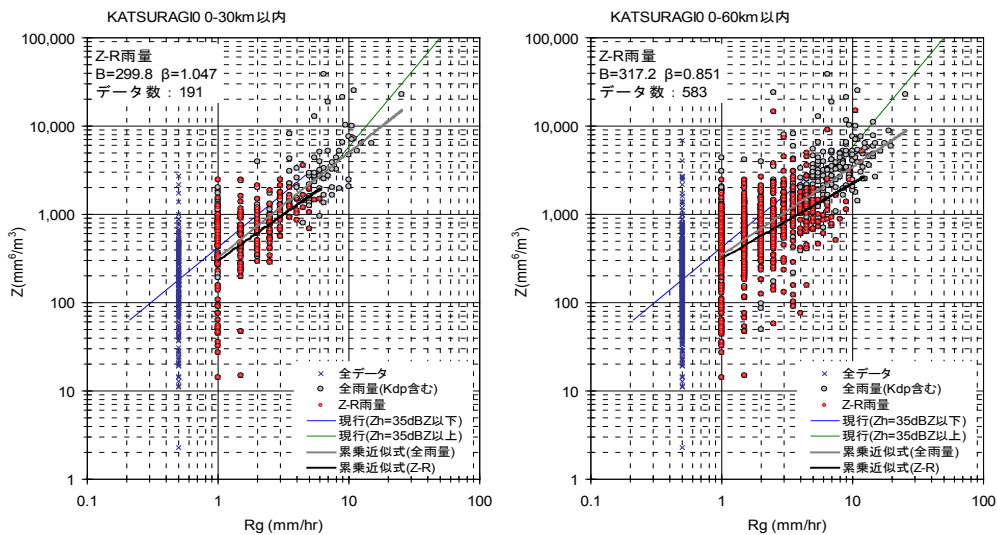 KATSURAGI0 0-30km以内
100,000
10,000
1,000
100
10
1
Z(mm⁶/m³)
Z-R雨量
B=299.8 β=1.047
データ数：191
全データ
全雨量(Kdp含む)
Z-R雨量
現行(Zh=35dBZ以下)
現行(Zh=35dBZ以上)
累乗近似式(全雨量)
累乗近似式(Z-R)
0.1 1 10 100
Rg (mm/hr)
KATSURAGI0 0-60km以内
100,000
10,000
1,000
100
10
1
Z(mm⁶/m³)
Z-R雨量
B=317.2 β=0.851
データ数：583
全データ
全雨量(Kdp含む)
Z-R雨量
現行(Zh=35dBZ以下)
現行(Zh=35dBZ以上)
累乗近似式(全雨量)
累乗近似式(Z-R)
0.1 1 10 100
Rg (mm/hr)